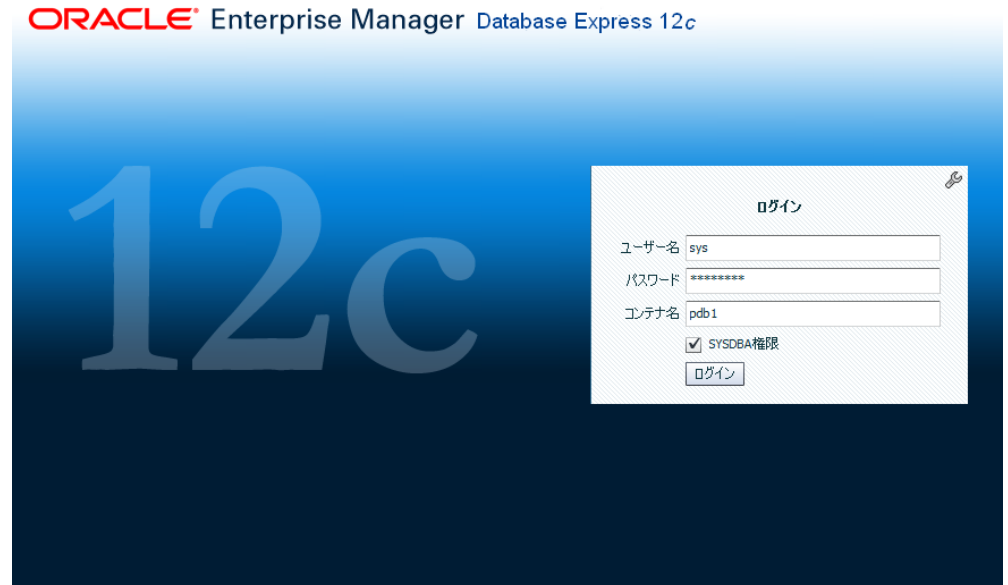 ORACLE Enterprise Manager Database Express 12c
12c
ログイン
ユーザー名 sys
パスワード ********
コンテナ名 pdb1
SYSDBA権限
ログイン